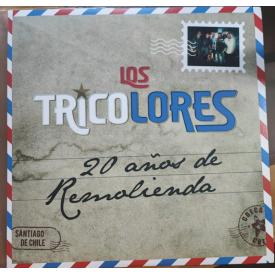 LOS
TRICOLORES
20 años de
Remolienda
SANTIAGO
DE CHILE